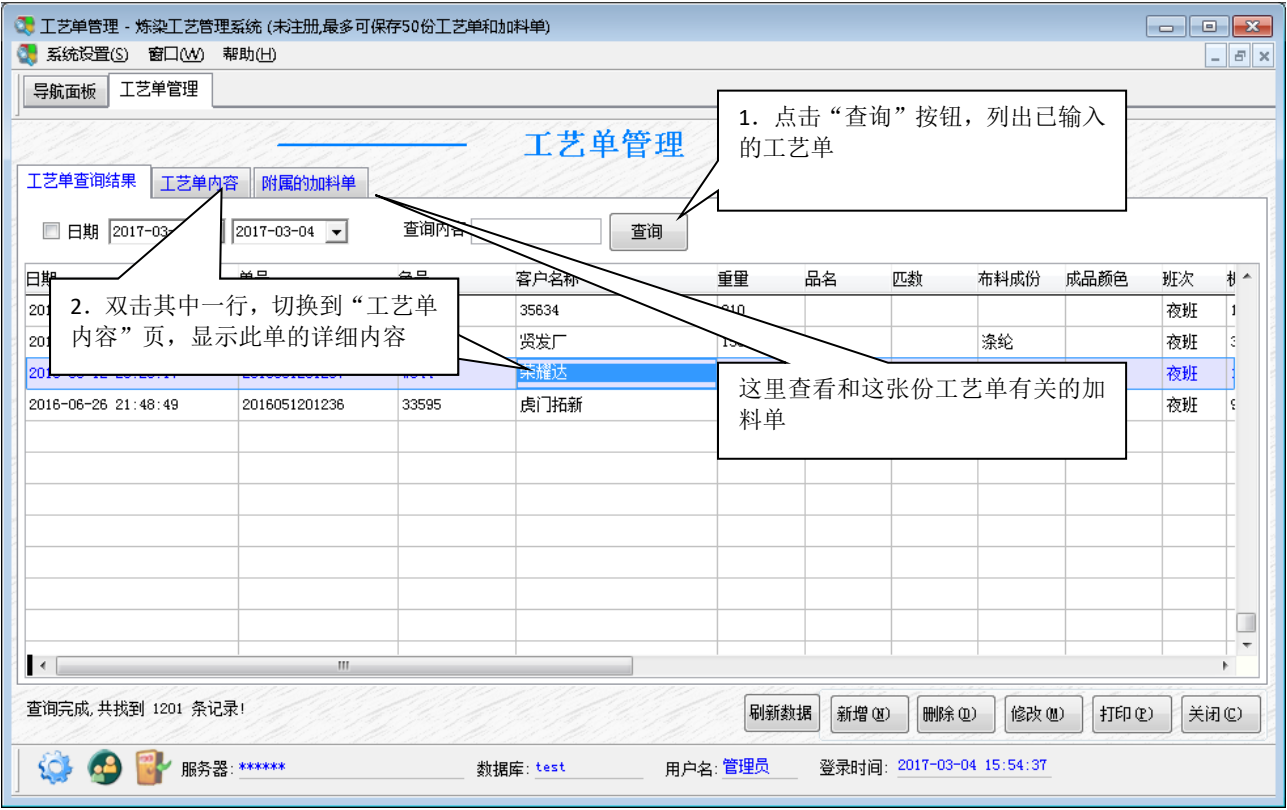 工艺单管理 - 炼染工艺管理系统 (未注册,最多可保存50份工艺单和加料单)
系统设置(S) 窗口(W) 帮助(H)
导航面板 工艺单管理
1. 点击“查询”按钮，列出已输入
的工艺单
工艺单管理
工艺单查询结果 工艺单内容 附属的加料单
日期 2017-03- 2017-03-04 查询内容 查询
日期 单号 色号 客户名称 重量 品名 匹数 布料成份 成品颜色 班次
2. 双击其中一行，切换到“工艺单
内容”页，显示此单的详细内容
201 35634 夜班
201 贤发厂 涤纶 夜班
荣耀达 夜班
这里查看和这张份工艺单有关的加
料单
2016-06-26 21:48:49 2016051201236 33595 虎门拓新 夜班
查询完成,共找到 1201 条记录!
刷新数据 新增(N) 删除(D) 修改(M) 打印(P) 关闭(C)
服务器: ****** 数据库: test 用户名: 管理员 登录时间: 2017-03-04 15:54:37